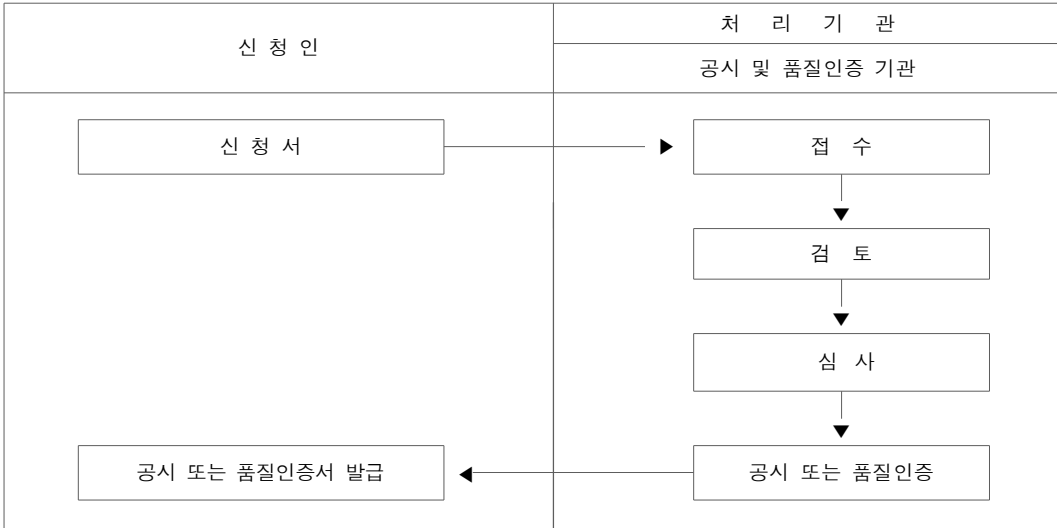 신 청 인
처 리 기 관
공시 및 품질인증 기관
신 청 서
접 수
검 토
심 사
공시 또는 품질인증서 발급
공시 또는 품질인증